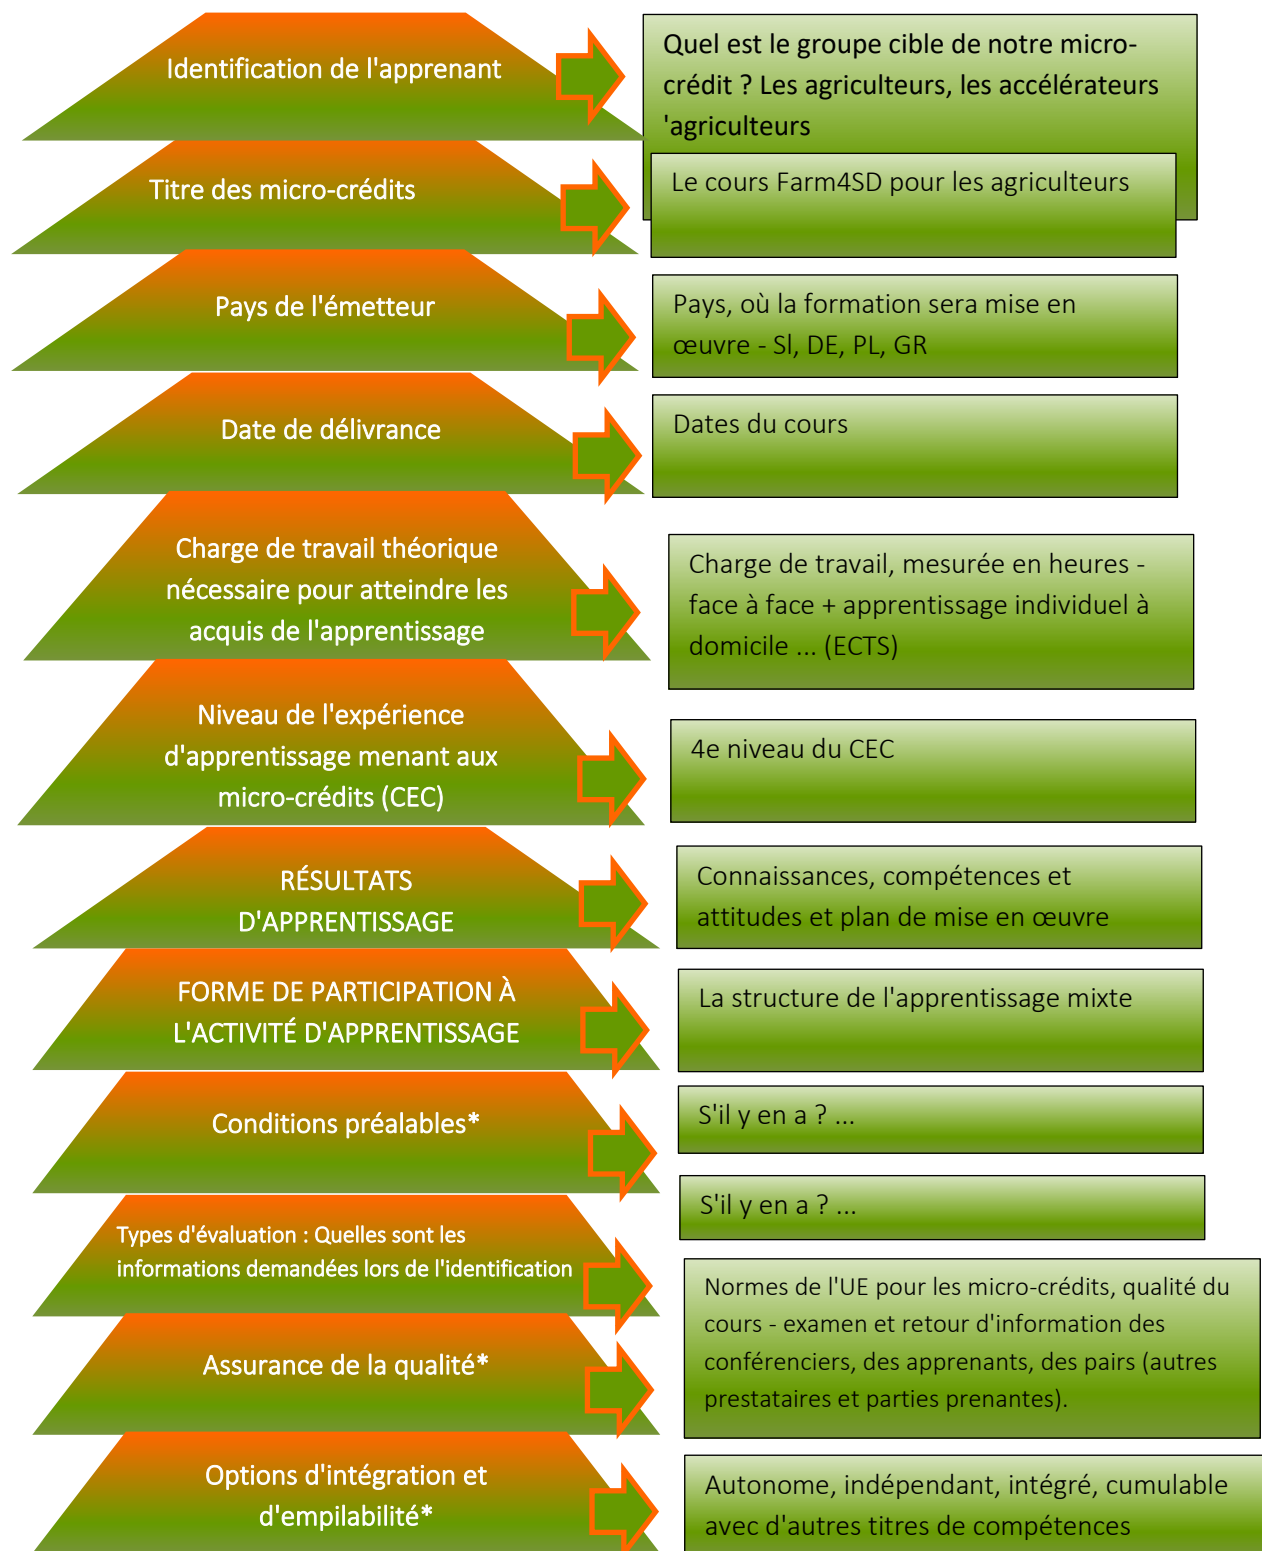 Identification de l'apprenant
Quel est le groupe cible de notre micro-
crédit ? Les agriculteurs, les accélérateurs
'agriculteurs
Titre des micro-crédits
Le cours Farm4SD pour les agriculteurs
Pays de l'émetteur
Pays, où la formation sera mise en
œuvre - Sl, DE, PL, GR
Date de délivrance
Dates du cours
Charge de travail théorique
nécessaire pour atteindre les
acquis de l'apprentissage
Charge de travail, mesurée en heures -
face à face + apprentissage individuel à
domicile ... (ECTS)
Niveau de l'expérience
d'apprentissage menant aux
micro-crédits (CEC)
4e niveau du CEC
RÉSULTATS
D'APPRENTISSAGE
Connaissances, compétences et
attitudes et plan de mise en œuvre
FORME DE PARTICIPATION À
L'ACTIVITÉ D'APPRENTISSAGE
La structure de l'apprentissage mixte
Conditions préalables*
S'il y en a ? ...
Types d'évaluation : Quelles sont les
informations demandées lors de l'identification
S'il y en a ? ...
Assurance de la qualité*
Normes de l'UE pour les micro-crédits, qualité du
cours - examen et retour d'information des
conférenciers, des apprenants, des pairs (autres
prestataires et parties prenantes).
Options d'intégration et
d'empilabilité*
Autonome, indépendant, intégré, cumulable
avec d'autres titres de compétences